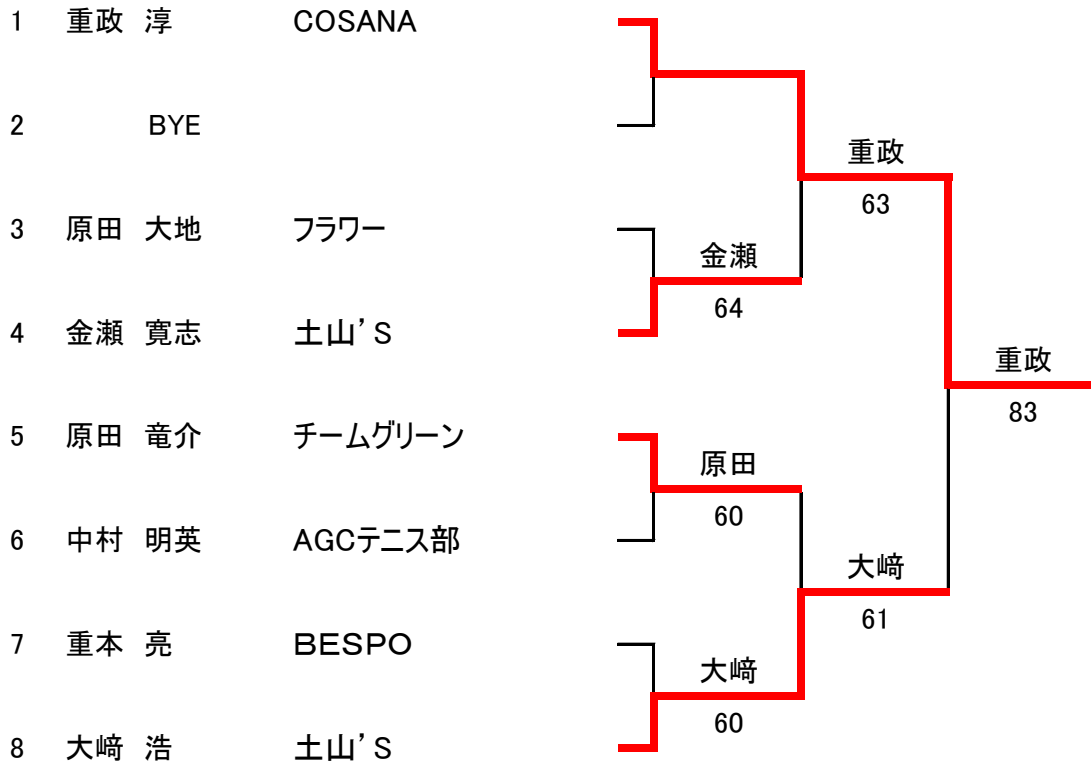 1 重政 淳 COSANA
2 BYE
重政
63
3 原田 大地 フラワー
金瀬
64
4 金瀬 寛志 土山'S
重政
83
5 原田 竜介 チームグリーン
原田
60
6 中村 明英 AGCテニス部
大﨑
61
7 重本 亮 BESPO
大﨑
60
8 大﨑 浩 土山'S